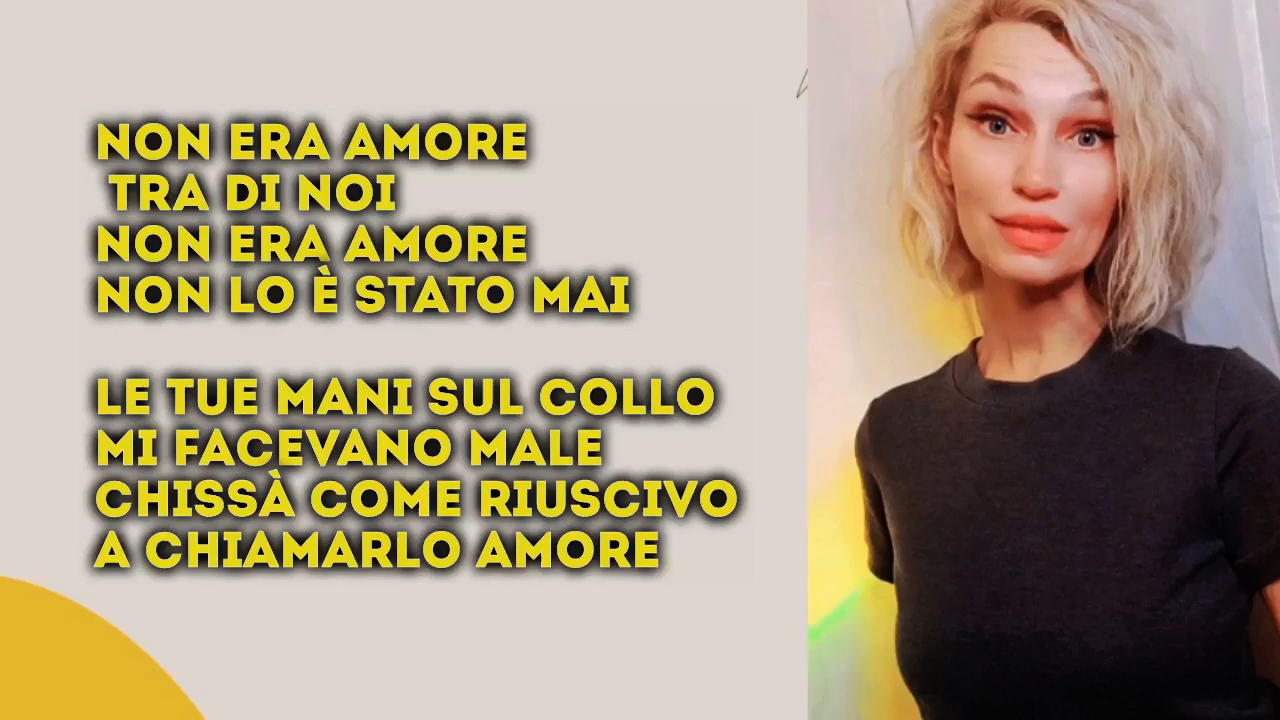 NON ERA AMORE
TRA DI NOI
NON ERA AMORE
NON LO È STATO MAI
LE TUE MANI SUL COLLO
MI FACEVANO MALE
CHISSÀ COME RIUSCIVO
A CHIAMARLO AMORE